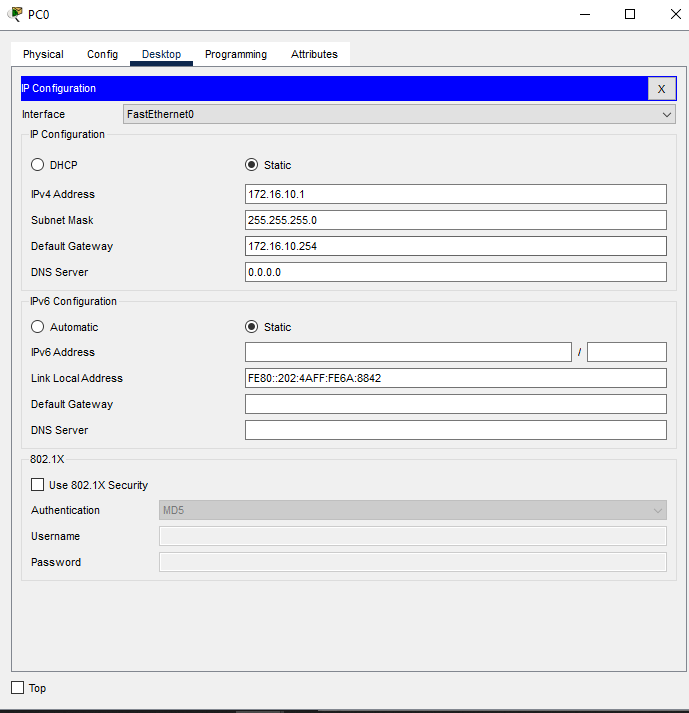 PC0
Physical Config Desktop Programming Attributes
IP Configuration X
Interface FastEthernet0
IP Configuration
DHCP Static
IPv4 Address 172.16.10.1
Subnet Mask 255.255.255.0
Default Gateway 172.16.10.254
DNS Server 0.0.0.0
IPv6 Configuration
Automatic Static
IPv6 Address /
Link Local Address FE80::202:4AFF:FE6A:8842
Default Gateway
DNS Server
802.1X
Use 802.1X Security
Authentication MD5
Username
Password
Top